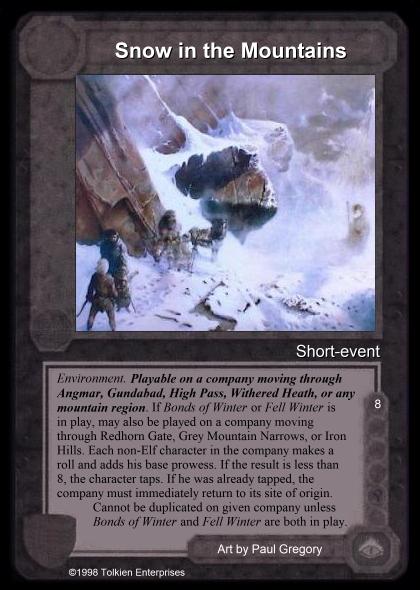 Snow in the Mountains
Short-event
Environment. Playable on a company moving through
Angmar, Gundabad, High Pass, Withered Heath, or any
mountain region. If Bonds of Winter or Fell Winter is
in play, may also be played on a company moving
through Redhorn Gate, Grey Mountain Narrows, or Iron
Hills. Each non-Elf character in the company makes a
roll and adds his base prowess. If the result is less than
8, the character taps. If he was already tapped, the
company must immediately return to its site of origin.
Cannot be duplicated on given company unless
Bonds of Winter and Fell Winter are both in play.
8
Art by Paul Gregory
©1998 Tolkien Enterprises